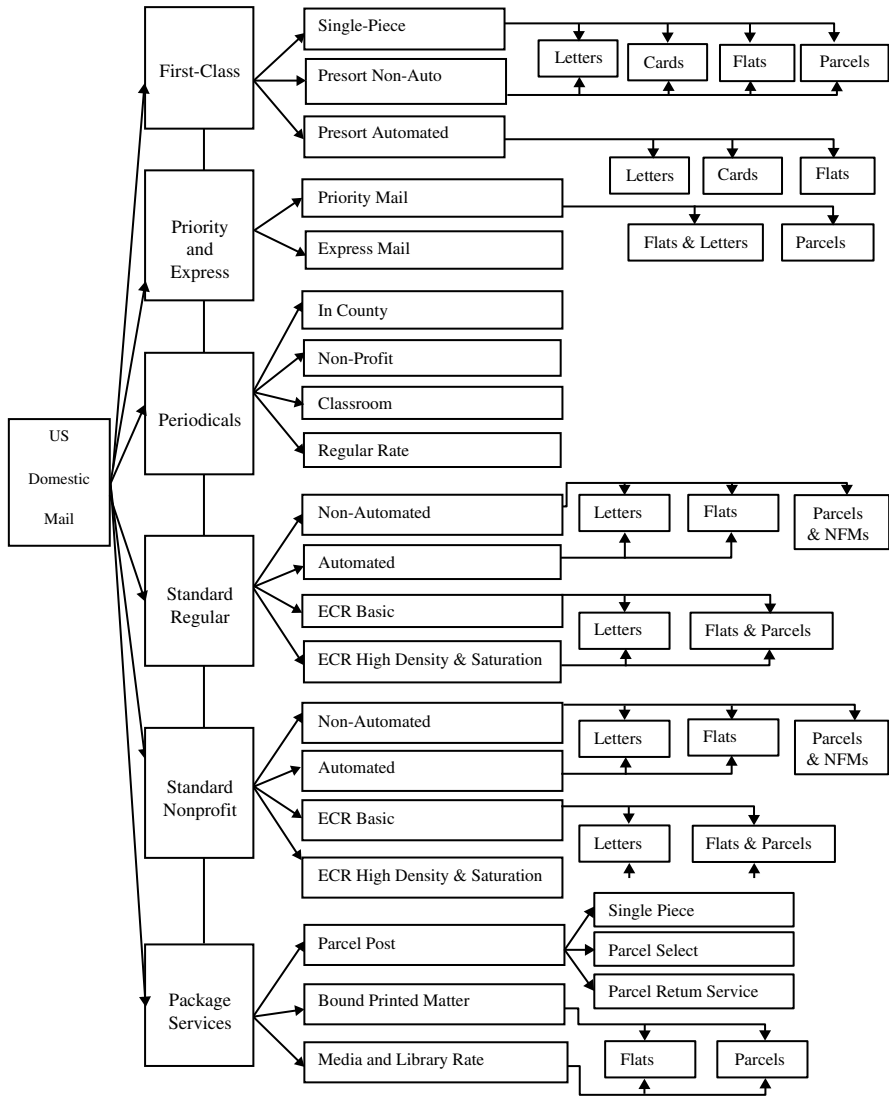 Single-Piece
First-Class
Letters
Cards
Flats
Parcels
Presort Non-Auto
Presort Automated
Letters
Cards
Flats
Priority Mail
Priority
and
Express
Flats & Letters
Parcels
Express Mail
In County
Non-Profit
Periodicals
Classroom
Regular Rate
US
Domestic
Mail
Non-Automated
Letters
Flats
Parcels
& NFMs
Automated
Standard
Regular
ECR Basic
Letters
Flats & Parcels
ECR High Density & Saturation
Non-Automated
Letters
Flats
Parcels
& NFMs
Automated
Standard
Nonprofit
ECR Basic
Letters
Flats & Parcels
ECR High Density & Saturation
Single Piece
Parcel Post
Parcel Select
Parcel Retum Service
Package
Services
Bound Printed Matter
Media and Library Rate
Flats
Parcels